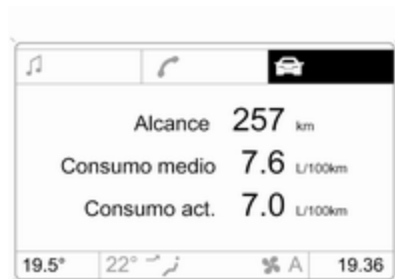 Alcance 257 km
Consumo medio 7.6 L/100km
Consumo act. 7.0 L/100km
19.5° 22° A 19.36